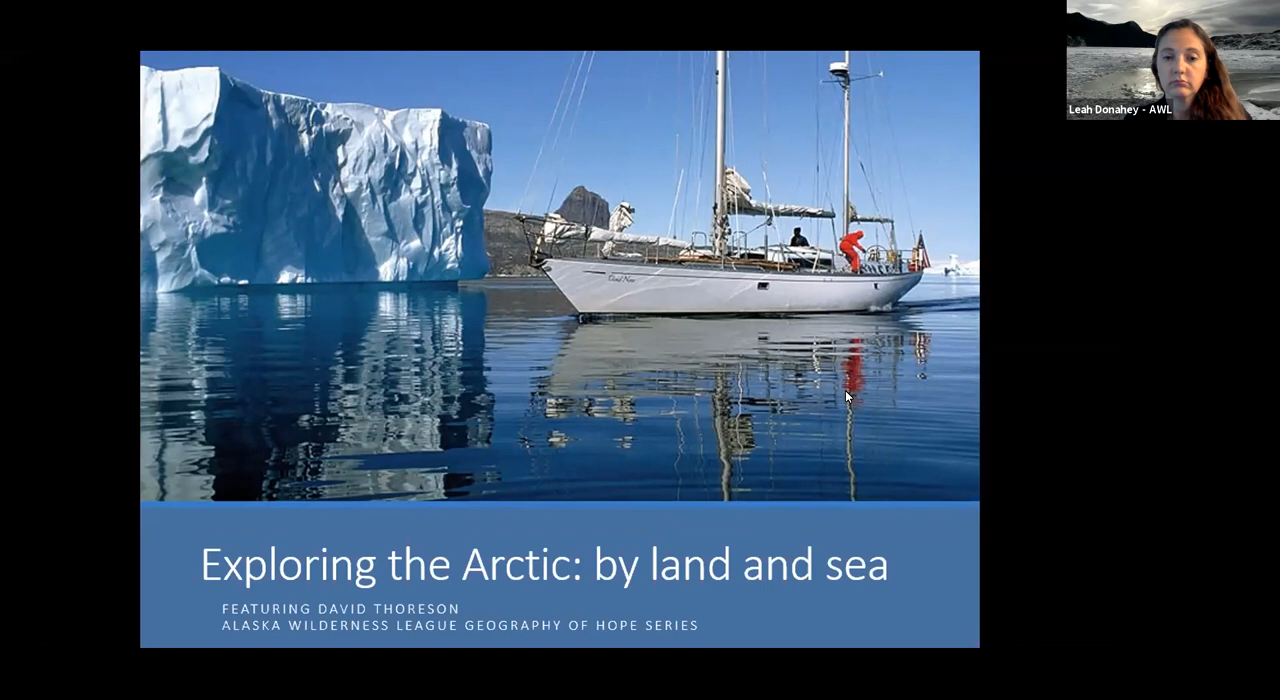 Leah Donahey - AWL
Exploring the Arctic: by land and sea
FEATURING DAVID THORESON
ALASKA WILDERNESS LEAGUE GEOGRAPHY OF HOPE SERIES